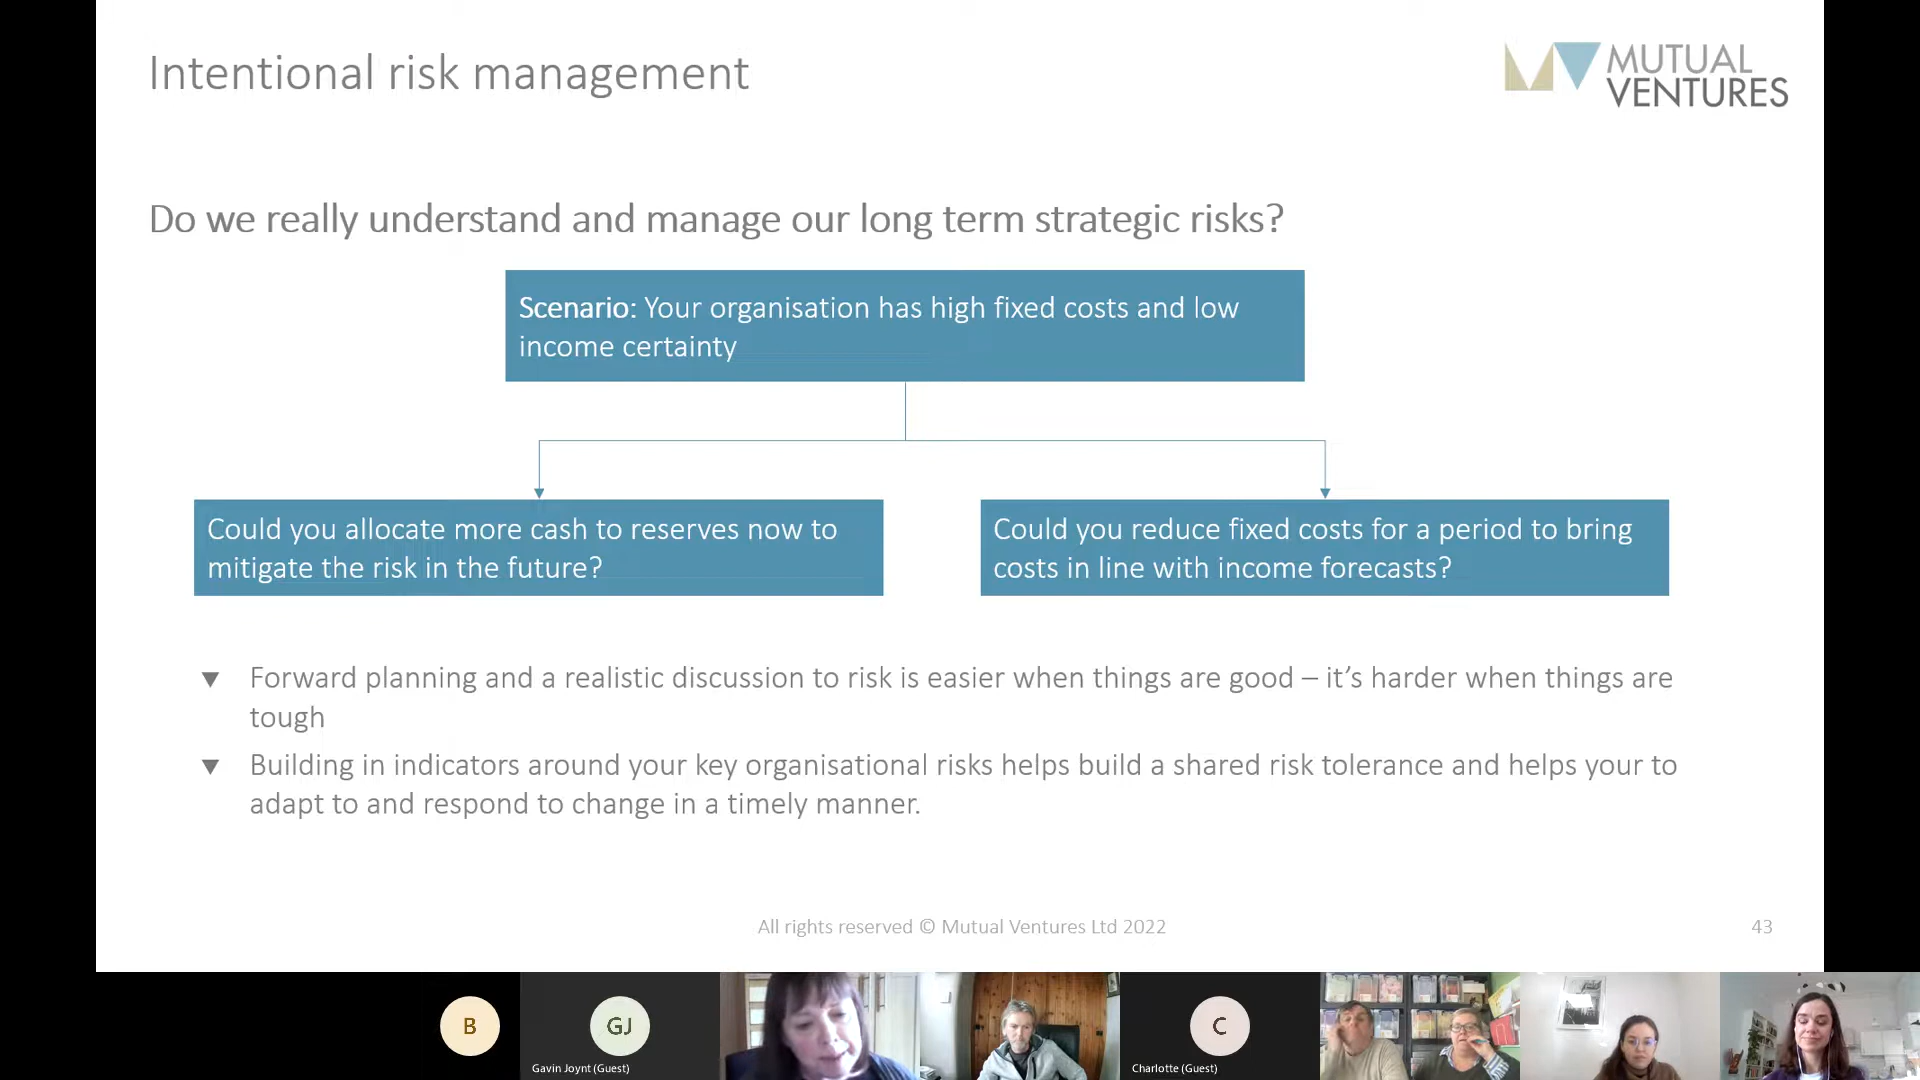 Intentional risk management
MUTUAL
VENTURES
Do we really understand and manage our long term strategic risks?
Scenario: Your organisation has high fixed costs and low
income certainty
Could you allocate more cash to reserves now to
mitigate the risk in the future?
Could you reduce fixed costs for a period to bring
costs in line with income forecasts?
Forward planning and a realistic discussion to risk is easier when things are good – it’s harder when things are
tough
Building in indicators around your key organisational risks helps build a shared risk tolerance and helps your to
adapt to and respond to change in a timely manner.
All rights reserved © Mutual Ventures Ltd 2022
43
B
GJ
Gavin Joynt (Guest)
C
Charlotte (Guest)